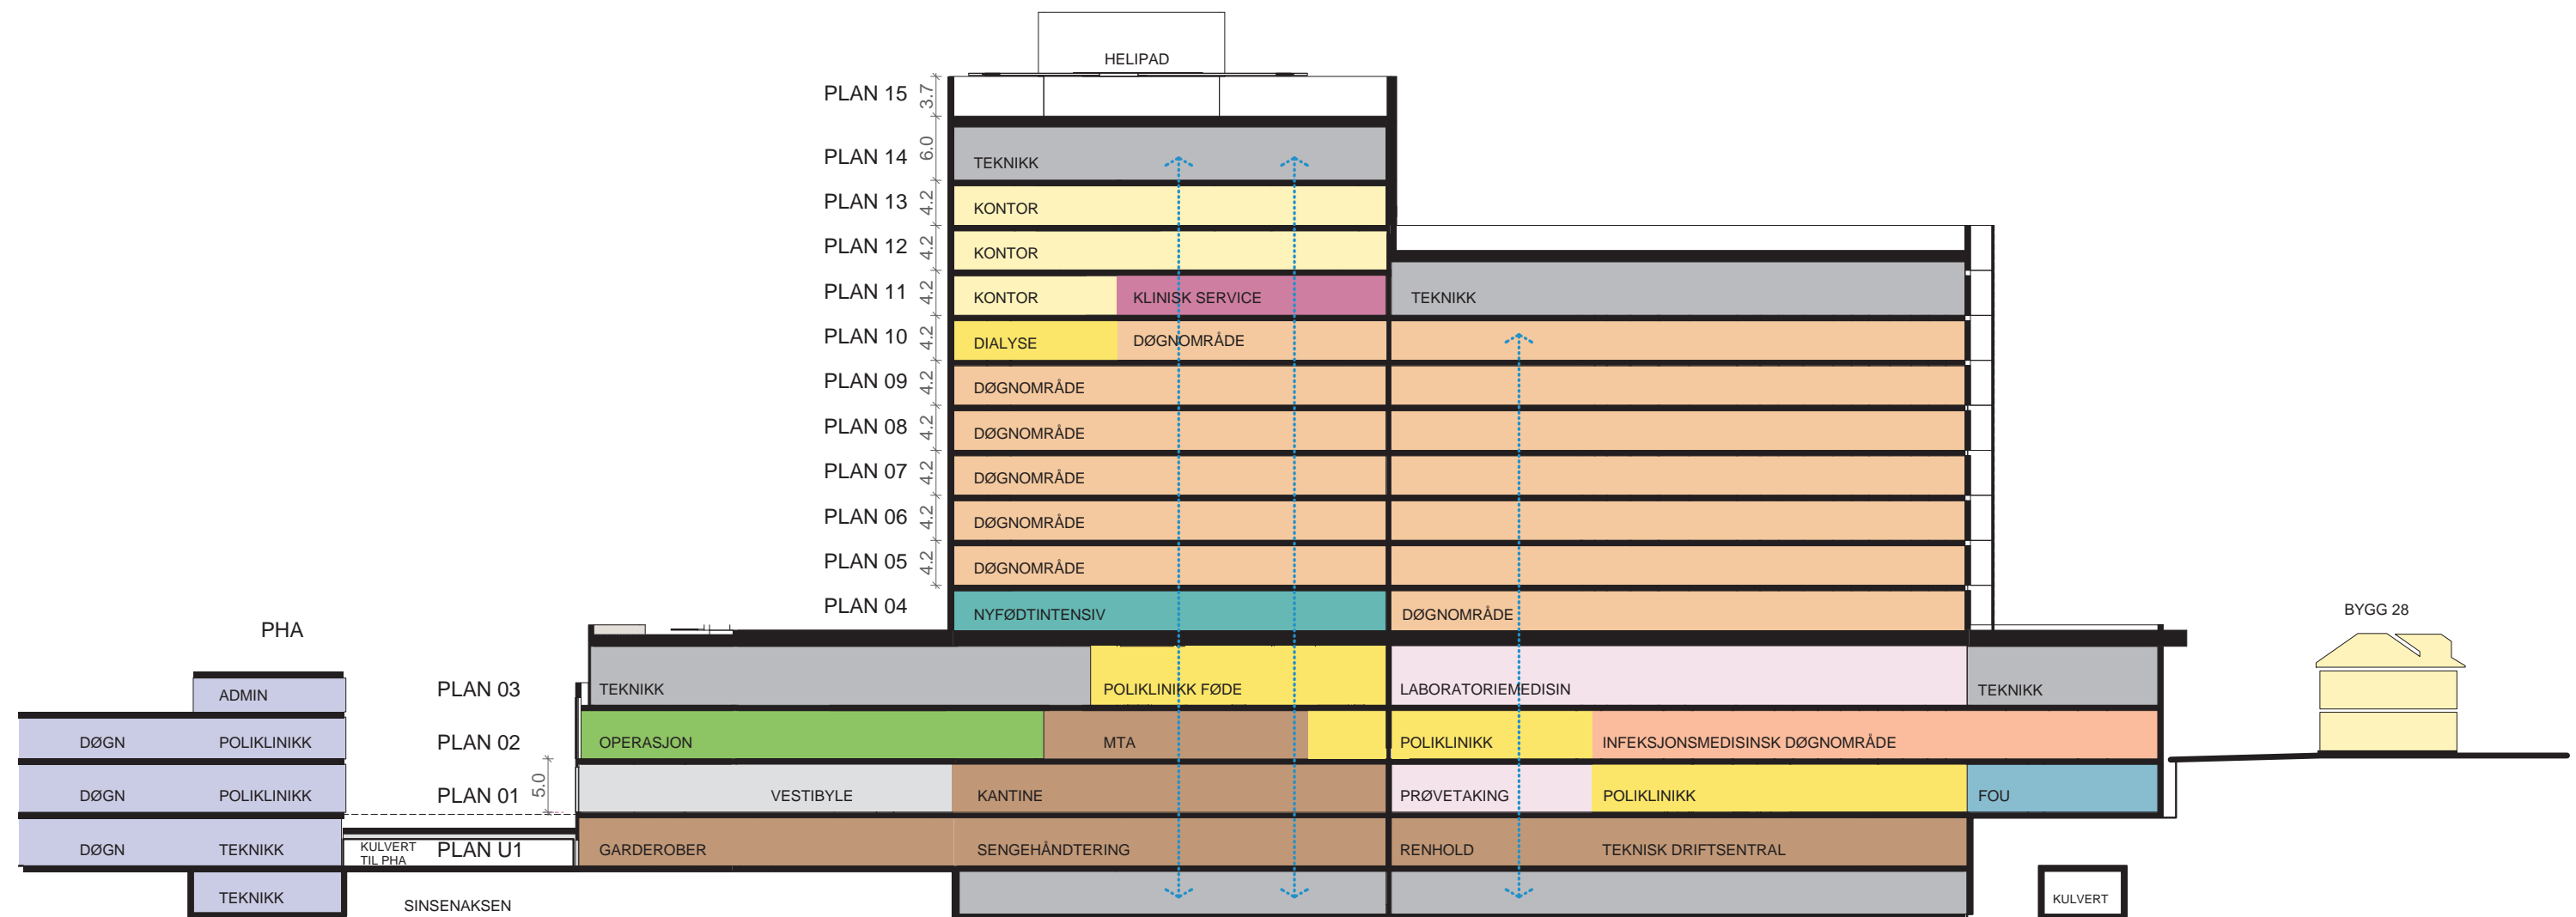 HELIPAD
PLAN 15 3.7
PLAN 14 6.0 TEKNIKK
PLAN 13 4.2 KONTOR
PLAN 12 4.2 KONTOR
PLAN 11 4.2 KONTOR KLINISK SERVICE TEKNIKK
PLAN 10 4.2 DIALYSE DØGNOMRÅDE
PLAN 09 4.2 DØGNOMRÅDE
PLAN 08 4.2 DØGNOMRÅDE
PLAN 07 4.2 DØGNOMRÅDE
PLAN 06 4.2 DØGNOMRÅDE
PLAN 05 4.2 DØGNOMRÅDE
PLAN 04 NYFØDTINTENSIV DØGNOMRÅDE
PHA BYGG 28
ADMIN PLAN 03 TEKNIKK POLIKLINIKK FØDE LABORATORIEMEDISIN TEKNIKK
DØGN POLIKLINIKK PLAN 02 OPERASJON MTA POLIKLINIKK INFEKSJONSMEDISINSK DØGNOMRÅDE
DØGN POLIKLINIKK PLAN 01 5.0 VESTIBYLE KANTINE PRØVETAKING POLIKLINIKK FOU
DØGN TEKNIKK KULVERT
TIL PHA PLAN U1 GARDEROBER SENGEHÅNDTERING RENHOLD TEKNISK DRIFTSENTRAL
TEKNIKK SINSENAKSEN KULVERT